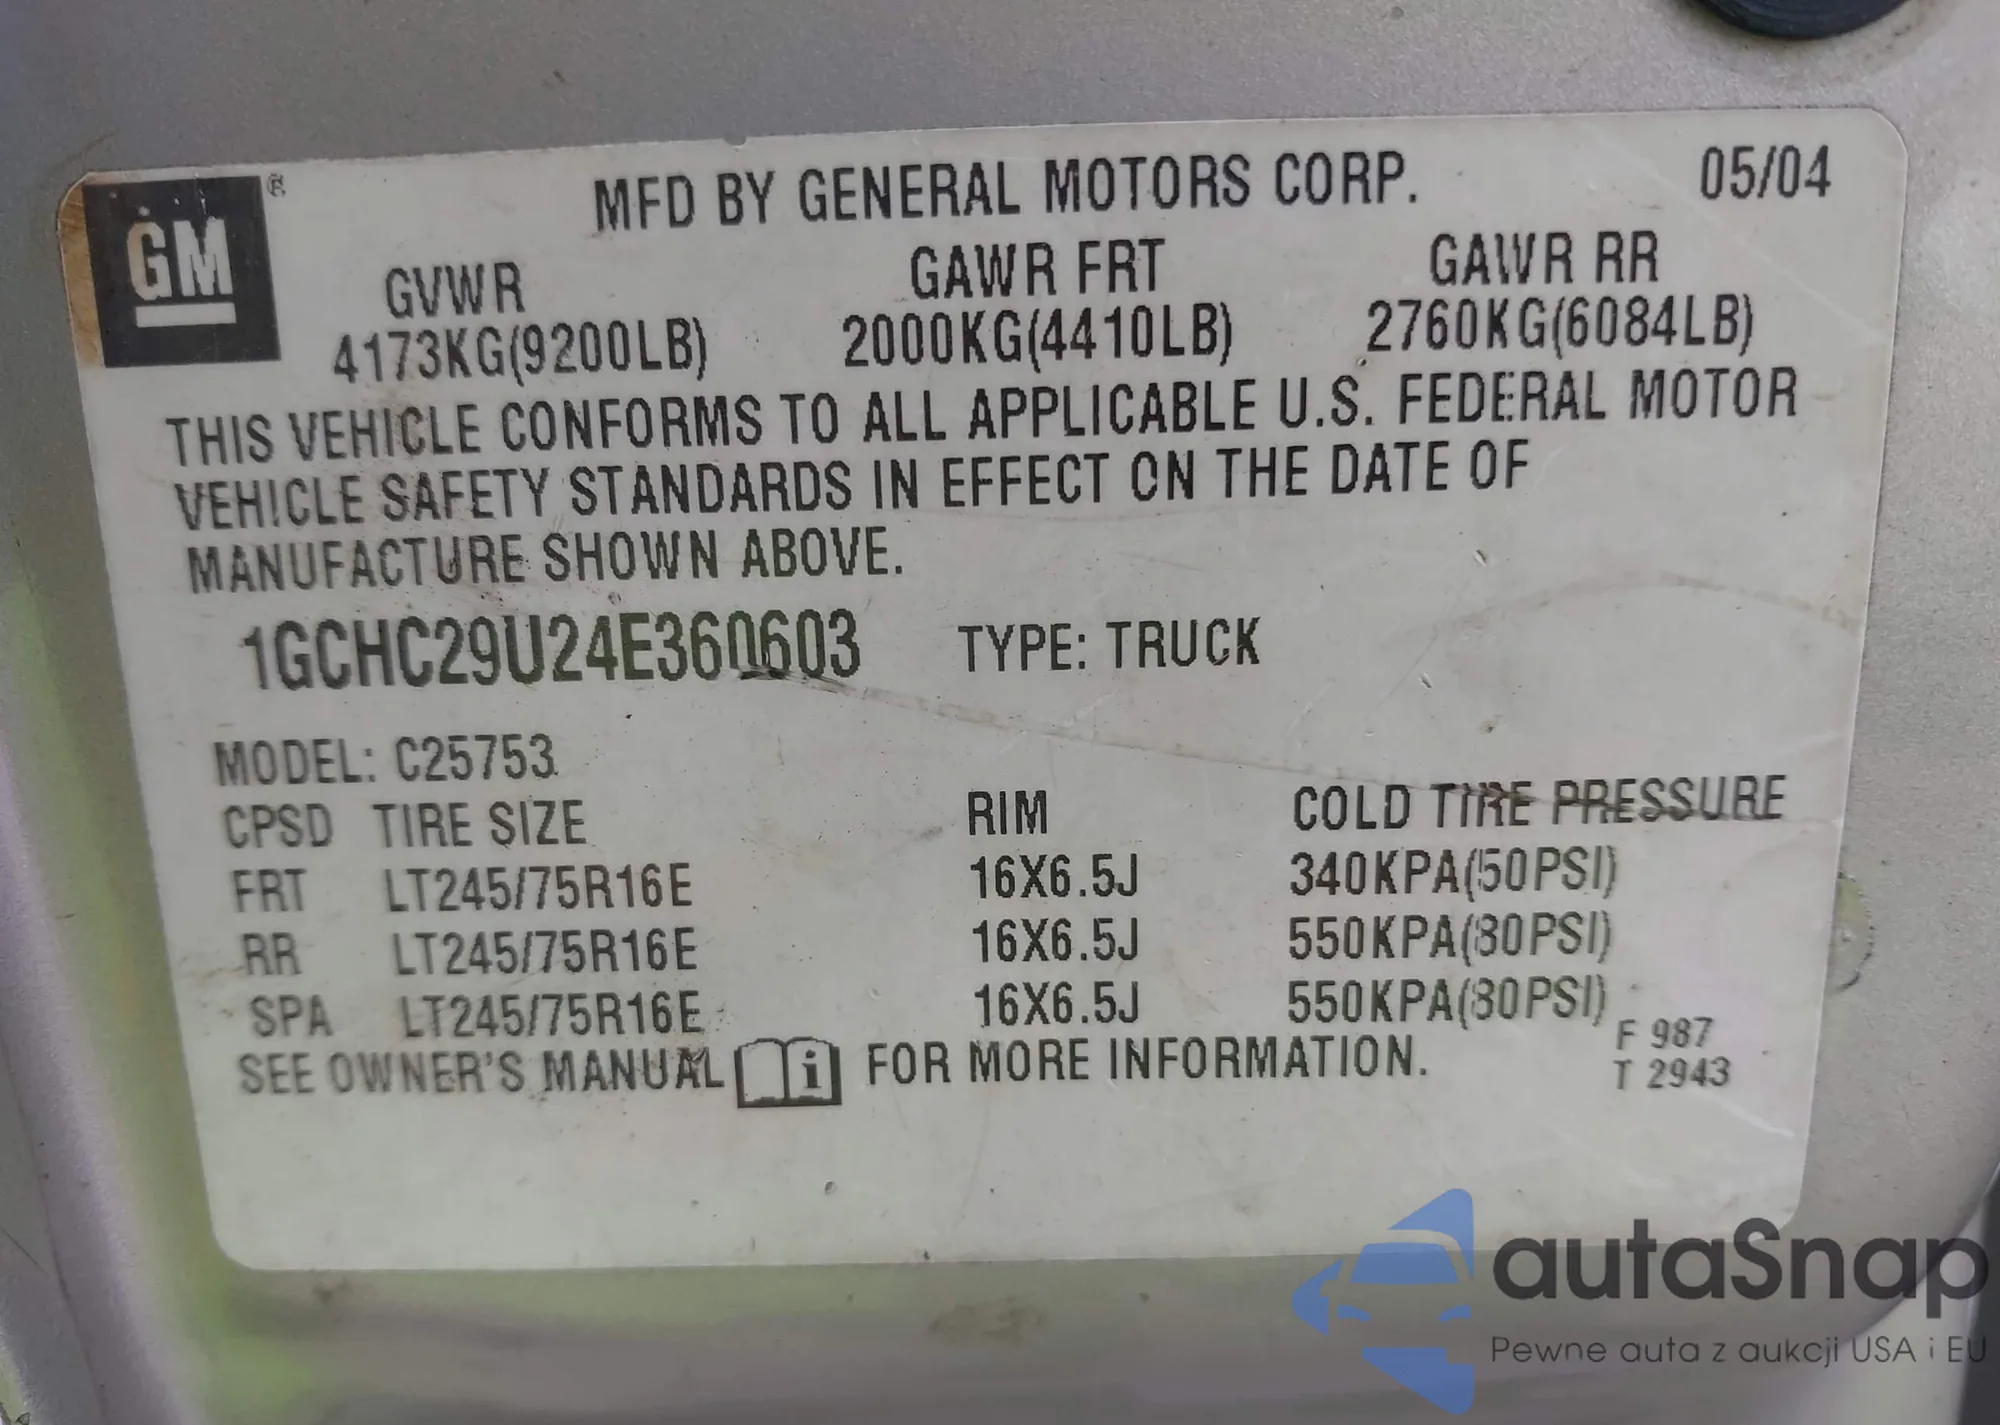 GM ®
MFD BY GENERAL MOTORS CORP. 05/04
GVWR GAWR FRT GAWR RR
4173KG(9200LB) 2000KG(4410LB) 2760KG(6084LB)
THIS VEHICLE CONFORMS TO ALL APPLICABLE U.S. FEDERAL MOTOR
VEHICLE SAFETY STANDARDS IN EFFECT ON THE DATE OF
MANUFACTURE SHOWN ABOVE.
1GCHC29U24E360603 TYPE: TRUCK
MODEL: C25753
CPSD TIRE SIZE RIM COLD TIRE PRESSURE
FRT LT245/75R16E 16X6.5J 340KPA(50PSI)
RR LT245/75R16E 16X6.5J 550KPA(80PSI)
SPA LT245/75R16E 16X6.5J 550KPA(80PSI)
SEE OWNER'S MANUAL i FOR MORE INFORMATION.
F 987
T 2943
autaSnap
Pewne auta z aukcji USA i EU